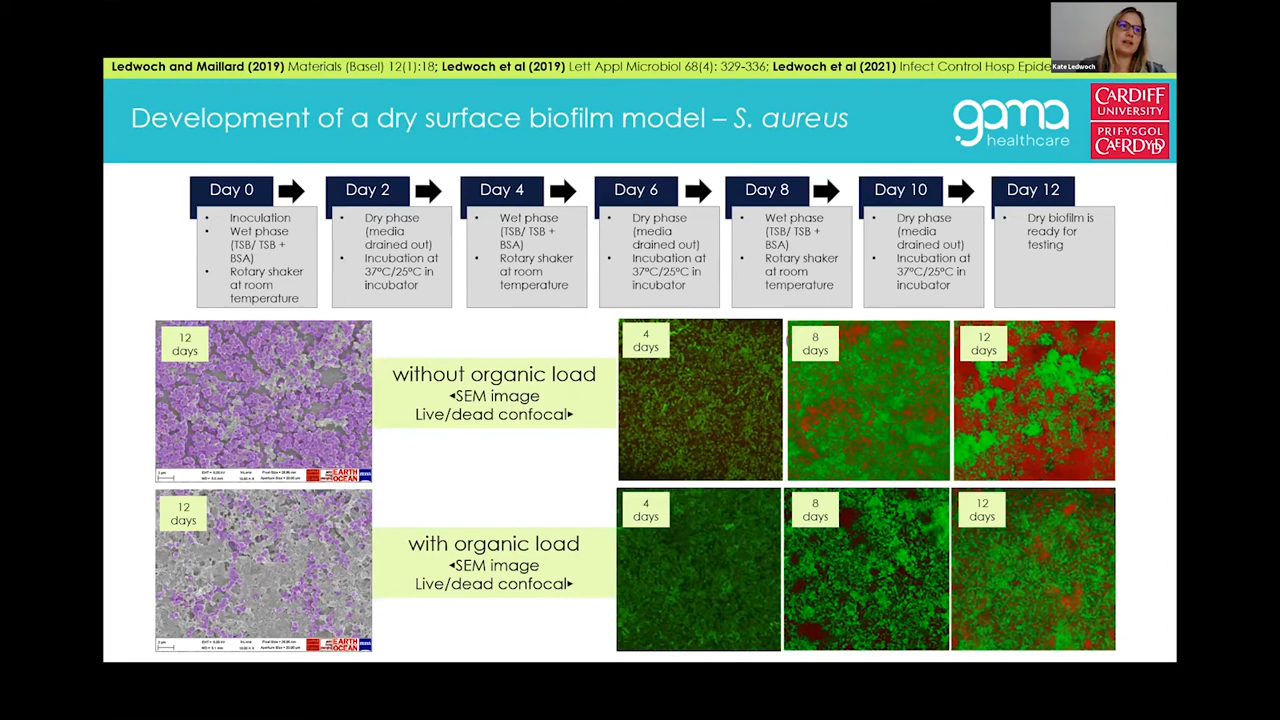 Ledwoch and Maillard (2019) Materials (Basel) 12(1):18; Ledwoch et al (2019) Lett Appl Microbiol 68(4): 329-336; Ledwoch et al (2021) Infect Control Hosp Epide
Kate Ledwoch
Development of a dry surface biofilm model – S. aureus
gama
healthcare
CARDIFF
UNIVERSITY
PRIFYSGOL
CAERDYDD
Day 0
Day 2
Day 4
Day 6
Day 8
Day 10
Day 12
• Inoculation
• Wet phase
(TSB/ TSB +
BSA)
• Rotary shaker
at room
temperature
• Dry phase
(media
drained out)
• Incubation at
37ºC/25ºC in
incubator
• Wet phase
(TSB/ TSB +
BSA)
• Rotary shaker
at room
temperature
• Dry phase
(media
drained out)
• Incubation at
37ºC/25ºC in
incubator
• Wet phase
(TSB/ TSB +
BSA)
• Rotary shaker
at room
temperature
• Dry phase
(media
drained out)
• Incubation at
37ºC/25ºC in
incubator
• Dry biofilm is
ready for
testing
12
days
without organic load
◂SEM image
Live/dead confocal▸
4
days
8
days
12
days
EARTH
OCEAN
12
days
with organic load
◂SEM image
Live/dead confocal▸
4
days
8
days
12
days
EARTH
OCEAN